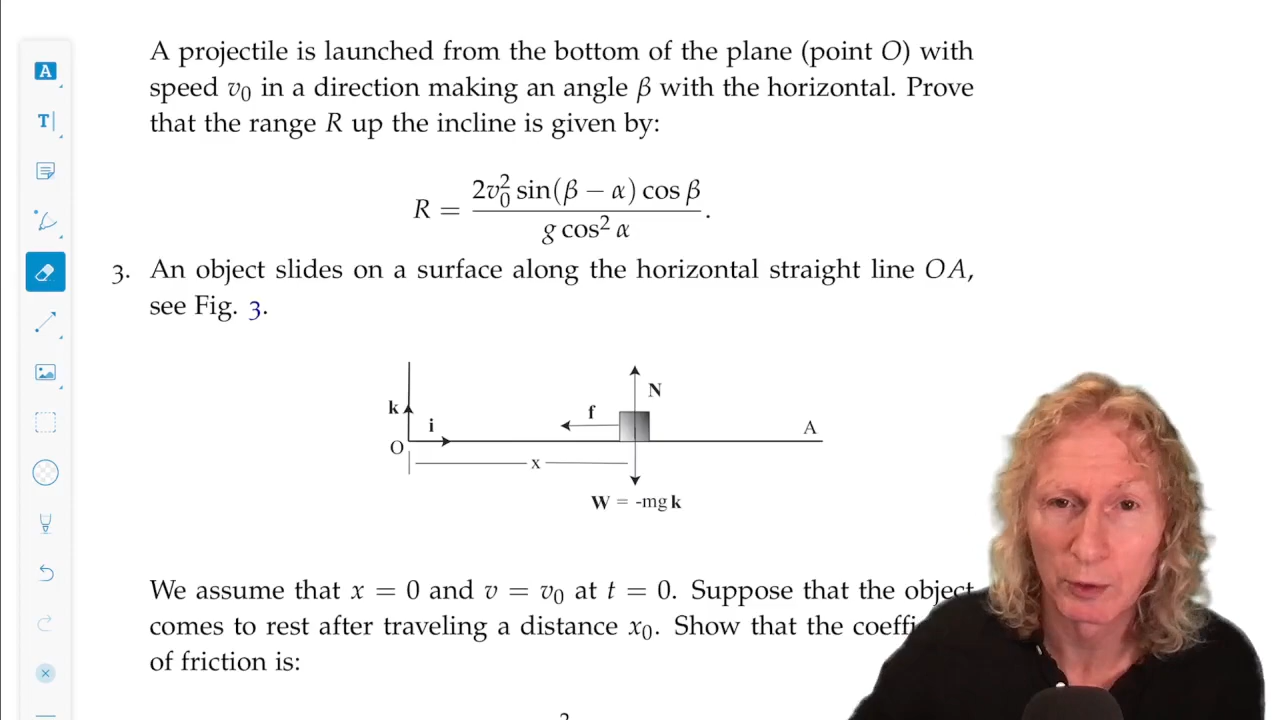 A projectile is launched from the bottom of the plane (point O) with
speed v₀ in a direction making an angle β with the horizontal. Prove
that the range R up the incline is given by:
R = 2v₀² sin(β − α) cos β / g cos² α .
3. An object slides on a surface along the horizontal straight line OA,
see Fig. 3.
N
k
f
i
A
O
x
W = -mg k
We assume that x = 0 and v = v₀ at t = 0. Suppose that the object
comes to rest after traveling a distance x₀. Show that the
of friction is:
A
T